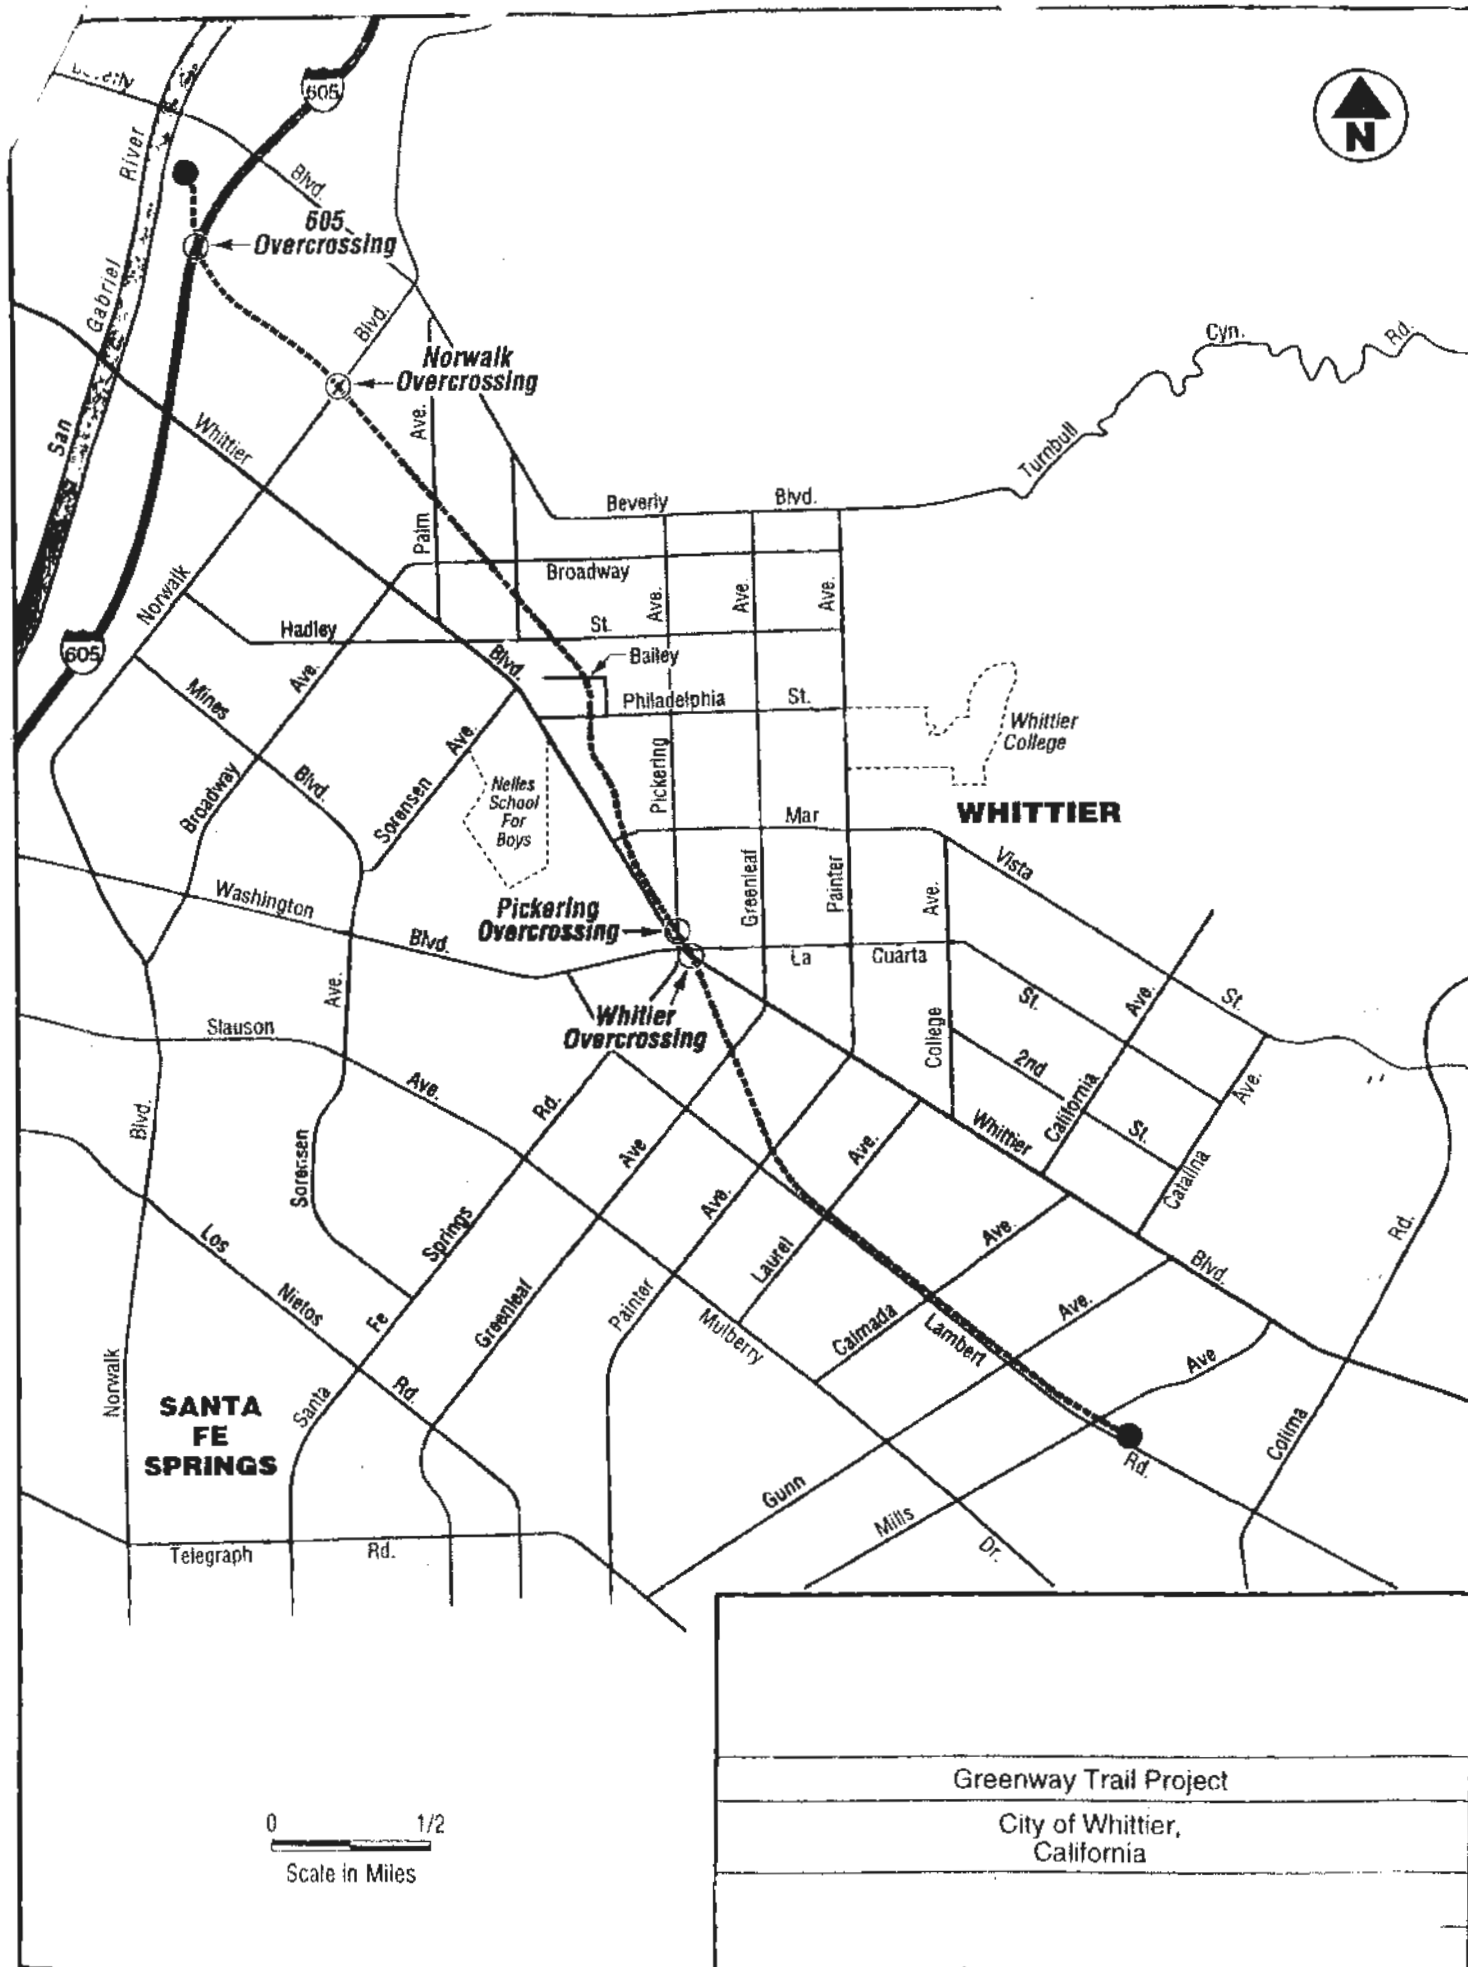 605
N
River
Blvd.
605
Overcrossing
Gabriel
Blvd.
Cyn.
Rd.
Norwalk
Overcrossing
San
Whittier
Ave.
Turnbull
Beverly
Blvd.
Palm
Broadway
Norwalk
Ave.
Ave.
Ave.
Hadley
St.
605
Blvd.
Bailey
Ave.
Mines
Philadelphia
St.
Whittier
College
Ave.
Pickering
Broadway
Blvd.
Sorensen
Nelles
School
For
Boys
Mar
WHITTIER
Vista
Washington
Greenleaf
Painter
Ave.
Pickering
Overcrossing
Blvd.
La
Cuarta
Ave.
St.
Ave.
St.
Slauson
Whitier
Overcrossing
College
2nd
Ave.
Rd.
California
Ave.
Blvd.
Sorensen
Ave
Ave.
Whittier
St.
Catalina
Los
Springs
Ave.
Laurel
Ave.
Rd.
Nietos
Fe
Greenleaf
Painter
Mulberry
Calmada
Lambert
Ave.
Blvd.
Norwalk
Santa
Rd.
Ave
SANTA
FE
SPRINGS
Colima
Rd.
Gunn
Mills
Telegraph
Rd.
Dr.
Greenway Trail Project
City of Whittier,
California
0
1/2
Scale in Miles